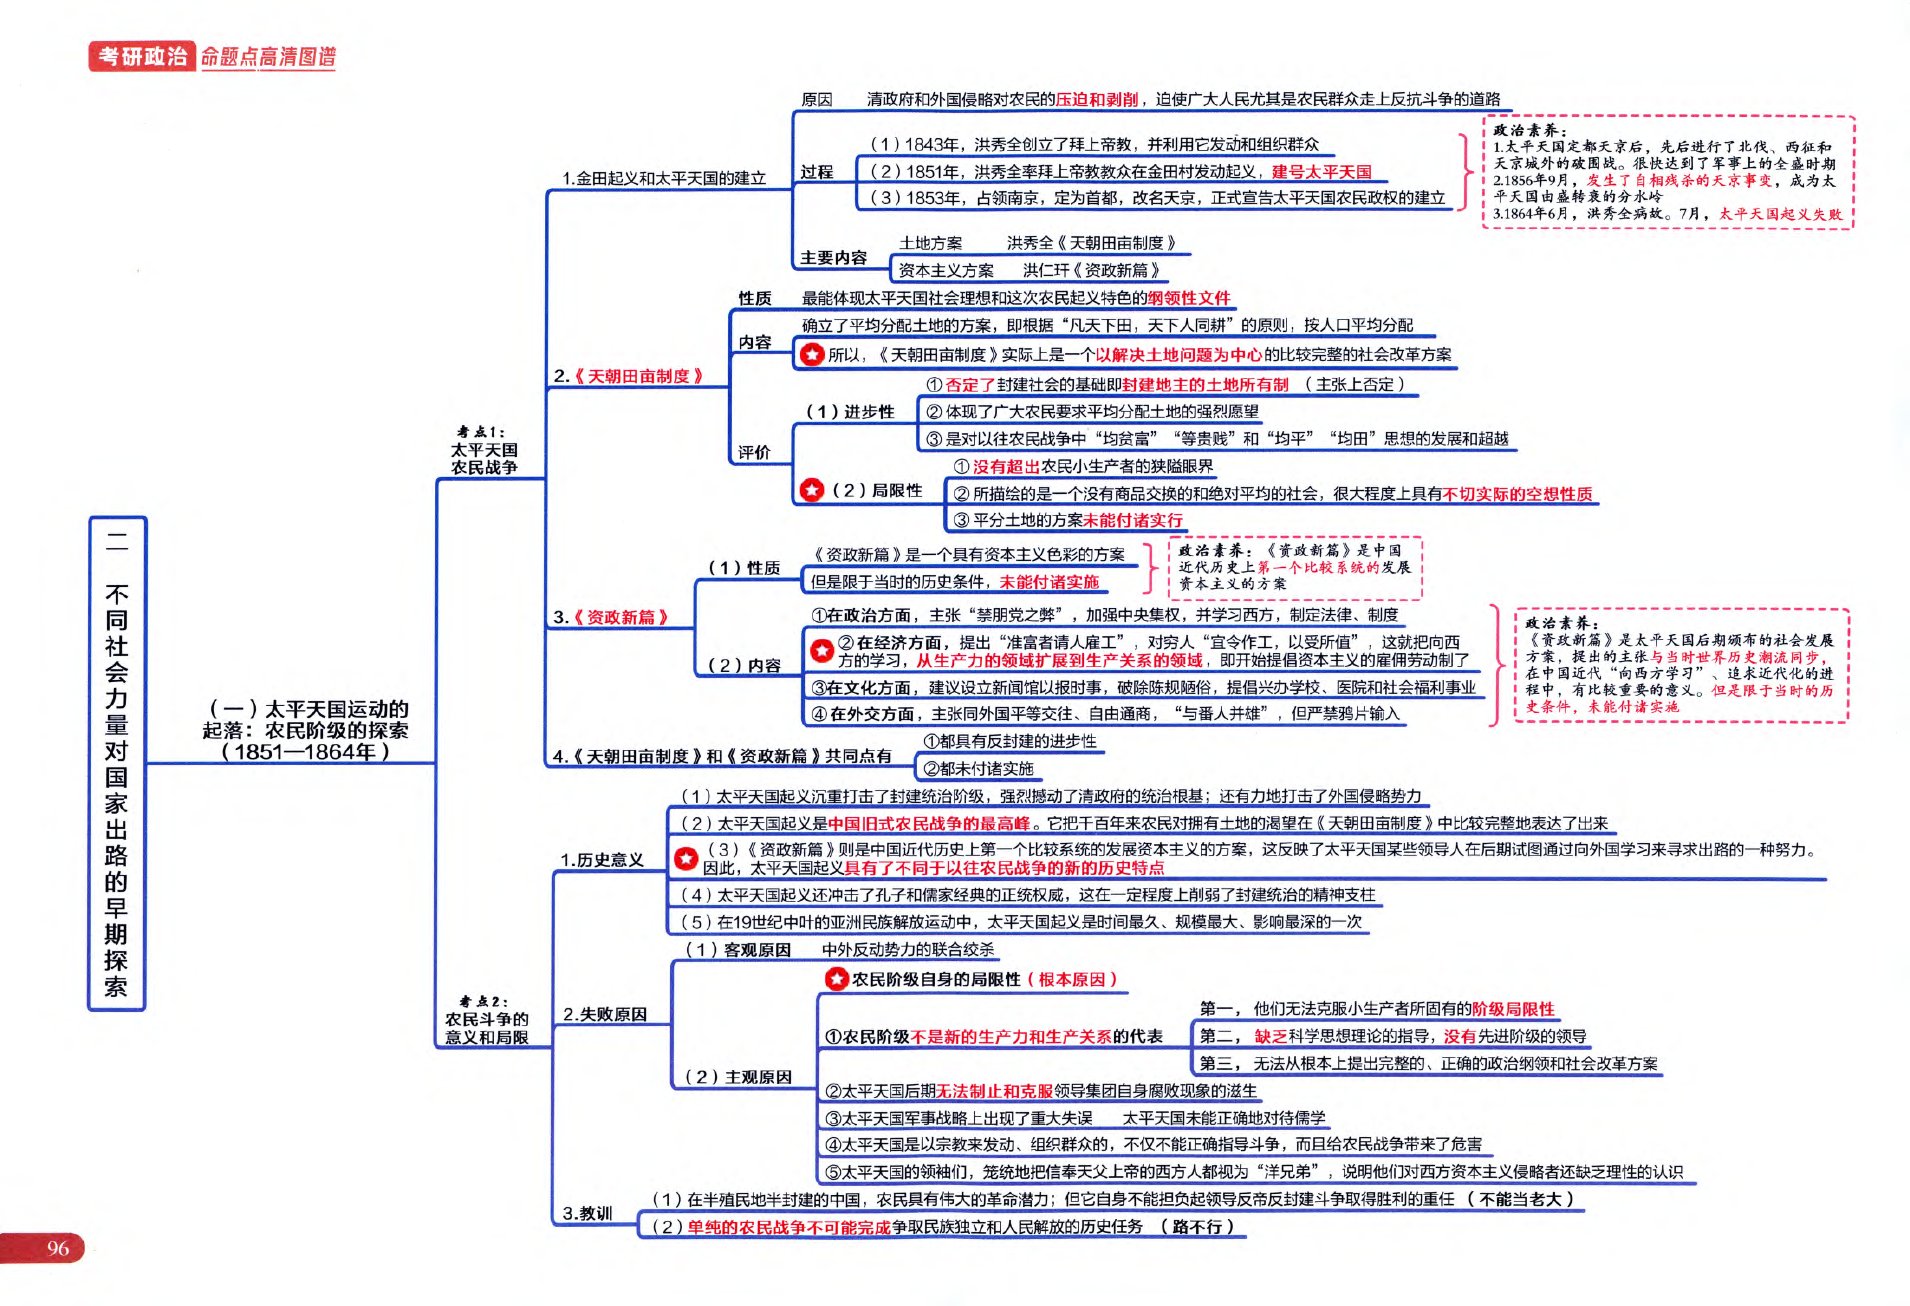 考研政治 命题点高清图谱
二 不同社会力量对国家出路的早期探索
（一）太平天国运动的
起落：农民阶级的探索
（1851—1864年）
考点1：
太平天国
农民战争
1.金田起义和太平天国的建立
原因 清政府和外国侵略对农民的压迫和剥削，迫使广大人民尤其是农民群众走上反抗斗争的道路
过程
（1）1843年，洪秀全创立了拜上帝教，并利用它发动和组织群众
（2）1851年，洪秀全率拜上帝教教众在金田村发动起义，建号太平天国
（3）1853年，占领南京，定为首都，改名天京，正式宣告太平天国农民政权的建立
政治素养：
1.太平天国定都天京后，先后进行了北伐、西征和
天京城外的破围战。很快达到了军事上的全盛时期
2.1856年9月，发生了自相残杀的天京事变，成为太
平天国由盛转衰的分水岭
3.1864年6月，洪秀全病故。7月，太平天国起义失败
主要内容
土地方案 洪秀全《天朝田亩制度》
资本主义方案 洪仁玕《资政新篇》
2.《天朝田亩制度》
性质 最能体现太平天国社会理想和这次农民起义特色的纲领性文件
内容
确立了平均分配土地的方案，即根据“凡天下田，天下人同耕”的原则，按人口平均分配
所以，《天朝田亩制度》实际上是一个以解决土地问题为中心的比较完整的社会改革方案
评价
（1）进步性
①否定了封建社会的基础即封建地主的土地所有制（主张上否定）
②体现了广大农民要求平均分配土地的强烈愿望
③是对以往农民战争中“均贫富”“等贵贱”和“均平”“均田”思想的发展和超越
（2）局限性
①没有超出农民小生产者的狭隘眼界
②所描绘的是一个没有商品交换的和绝对平均的社会，很大程度上具有不切实际的空想性质
③平分土地的方案未能付诸实行
3.《资政新篇》
（1）性质
《资政新篇》是一个具有资本主义色彩的方案
但是限于当时的历史条件，未能付诸实施
政治素养：《资政新篇》是中国
近代历史上第一个比较系统的发展
资本主义的方案
（2）内容
①在政治方面，主张“禁朋党之弊”，加强中央集权，并学习西方，制定法律、制度
②在经济方面，提出“准富者请人雇工”，对穷人“宜令作工，以受所值”，这就把向西
方的学习，从生产力的领域扩展到生产关系的领域，即开始提倡资本主义的雇佣劳动制了
③在文化方面，建议设立新闻馆以报时事，破除陈规陋俗，提倡兴办学校、医院和社会福利事业
④在外交方面，主张同外国平等交往、自由通商，“与番人并雄”，但严禁鸦片输入
政治素养：
《资政新篇》是太平天国后期颁布的社会发展
方案，提出的主张与当时世界历史潮流同步，
在中国近代“向西方学习”、追求近代化的进
程中，有比较重要的意义。但是限于当时的历
史条件，未能付诸实施
4.《天朝田亩制度》和《资政新篇》共同点有
①都具有反封建的进步性
②都未付诸实施
考点2：
农民斗争的
意义和局限
1.历史意义
（1）太平天国起义沉重打击了封建统治阶级，强烈撼动了清政府的统治根基；还有力地打击了外国侵略势力
（2）太平天国起义是中国旧式农民战争的最高峰。它把千百年来农民对拥有土地的渴望在《天朝田亩制度》中比较完整地表达了出来
（3）《资政新篇》则是中国近代历史上第一个比较系统的发展资本主义的方案，这反映了太平天国某些领导人在后期试图通过向外国学习来寻求出路的一种努力。
因此，太平天国起义具有了不同于以往农民战争的新的历史特点
（4）太平天国起义还冲击了孔子和儒家经典的正统权威，这在一定程度上削弱了封建统治的精神支柱
（5）在19世纪中叶的亚洲民族解放运动中，太平天国起义是时间最久、规模最大、影响最深的一次
2.失败原因
（1）客观原因 中外反动势力的联合绞杀
（2）主观原因
农民阶级自身的局限性（根本原因）
①农民阶级不是新的生产力和生产关系的代表
第一，他们无法克服小生产者所固有的阶级局限性
第二，缺乏科学思想理论的指导，没有先进阶级的领导
第三，无法从根本上提出完整的、正确的政治纲领和社会改革方案
②太平天国后期无法制止和克服领导集团自身腐败现象的滋生
③太平天国军事战略上出现了重大失误 太平天国未能正确地对待儒学
④太平天国是以宗教来发动、组织群众的，不仅不能正确指导斗争，而且给农民战争带来了危害
⑤太平天国的领袖们，笼统地把信奉天父上帝的西方人都视为“洋兄弟”，说明他们对西方资本主义侵略者还缺乏理性的认识
3.教训
（1）在半殖民地半封建的中国，农民具有伟大的革命潜力；但它自身不能担负起领导反帝反封建斗争取得胜利的重任（不能当老大）
（2）单纯的农民战争不可能完成争取民族独立和人民解放的历史任务（路不行）
96